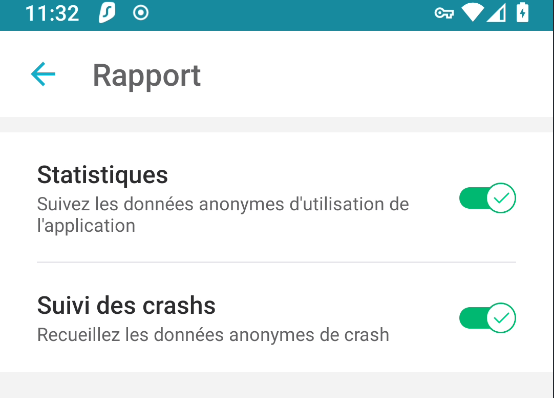 11:32
Rapport
Statistiques
Suivez les données anonymes d'utilisation de
l'application
Suivi des crashs
Recueillez les données anonymes de crash